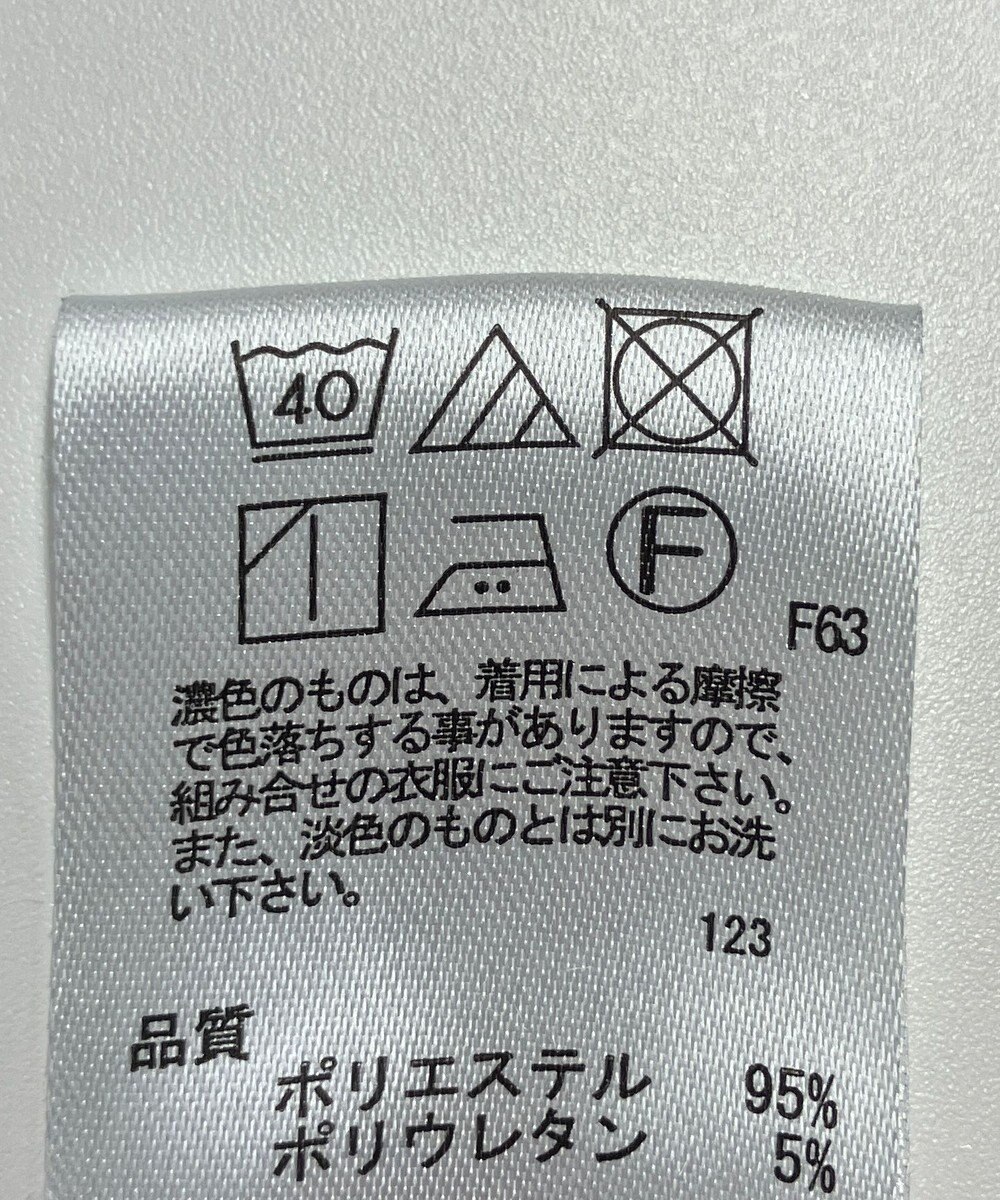 40
F
F63
濃色のものは、着用による摩擦
で色落ちする事がありますので、
組み合せの衣服にご注意下さい。
また、淡色のものとは別にお洗
い下さい。
123
品質
ポリエステル 95%
ポリウレタン 5%